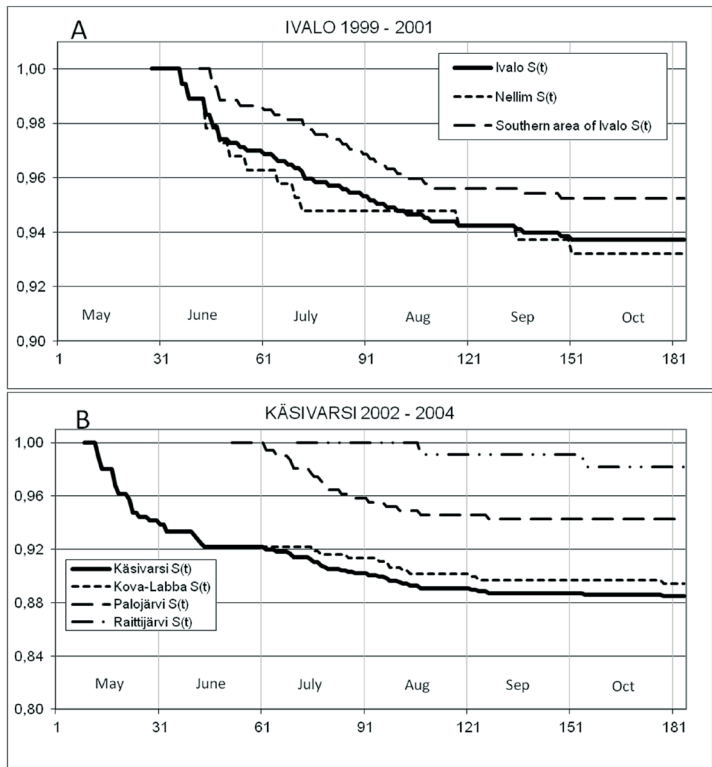 A
IVALO 1999 - 2001
1,00
0,98
0,96
0,94
0,92
0,90
Ivalo S(t)
Nellim S(t)
Southern area of Ivalo S(t)
May June July Aug Sep Oct
1 31 61 91 121 151 181
B
KÄSIVARSI 2002 - 2004
1,00
0,96
0,92
0,88
0,84
0,80
Käsivarsi S(t)
Kova-Labba S(t)
Palojärvi S(t)
Raittijärvi S(t)
May June July Aug Sep Oct
1 31 61 91 121 151 181